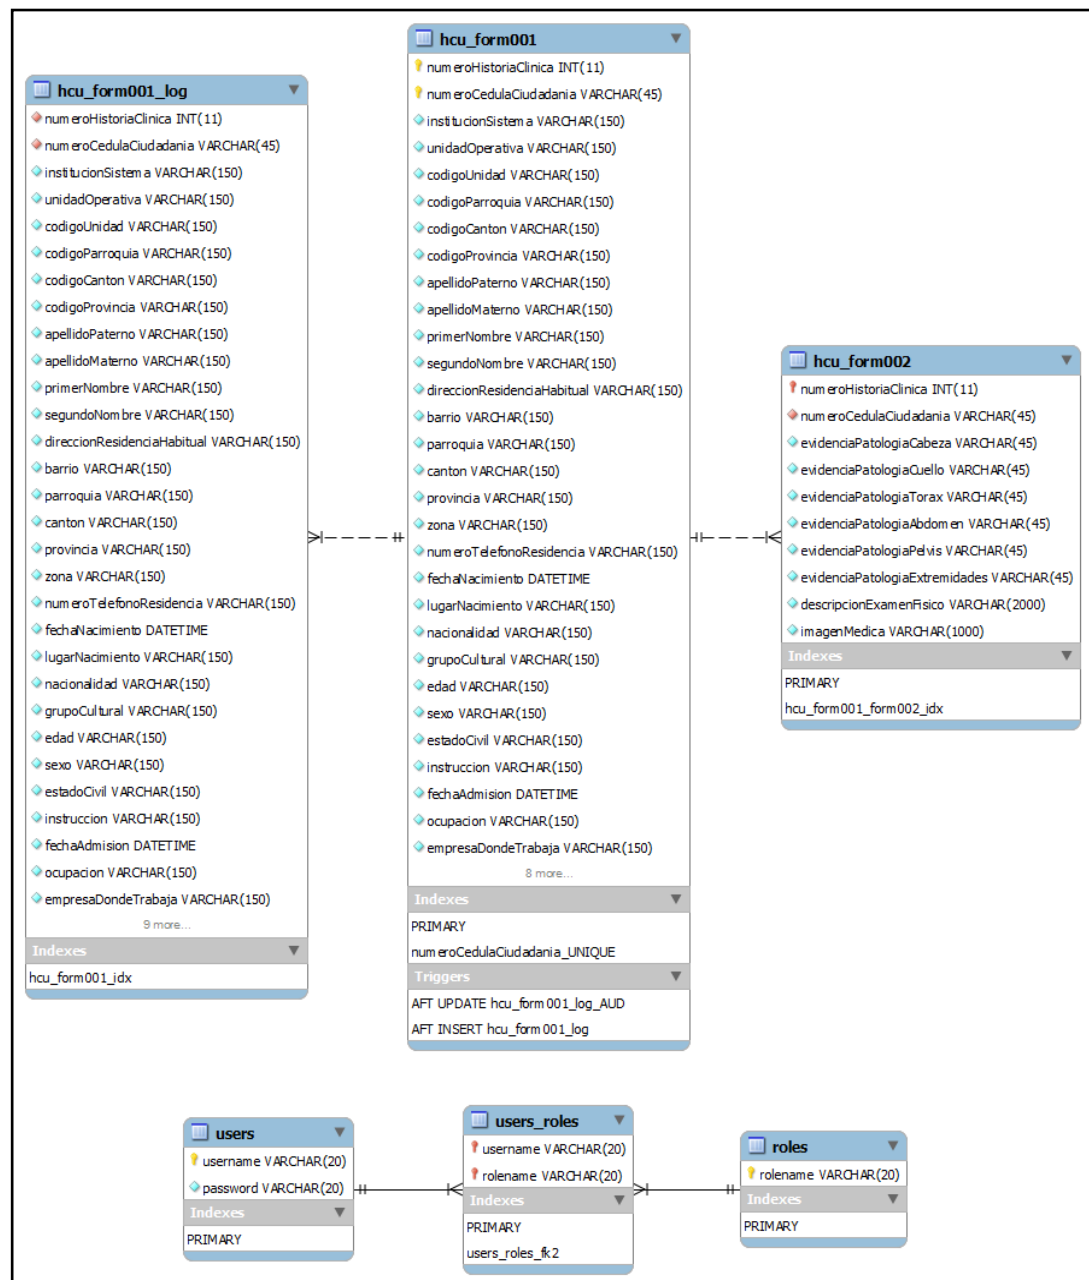 hcu_form001_log
numeroHistoriaClinica INT(11)
numeroCedulaCiudadania VARCHAR(45)
institucionSistema VARCHAR(150)
unidadOperativa VARCHAR(150)
codigoUnidad VARCHAR(150)
codigoParroquia VARCHAR(150)
codigoCanton VARCHAR(150)
codigoProvincia VARCHAR(150)
apellidoPaterno VARCHAR(150)
apellidoMaterno VARCHAR(150)
primerNombre VARCHAR(150)
segundoNombre VARCHAR(150)
direccionResidenciaHabitual VARCHAR(150)
barrio VARCHAR(150)
parroquia VARCHAR(150)
canton VARCHAR(150)
provincia VARCHAR(150)
zona VARCHAR(150)
numeroTelefonoResidencia VARCHAR(150)
fechaNacimiento DATETIME
lugarNacimiento VARCHAR(150)
nacionalidad VARCHAR(150)
grupoCultural VARCHAR(150)
edad VARCHAR(150)
sexo VARCHAR(150)
estadoCivil VARCHAR(150)
instruccion VARCHAR(150)
fechaAdmision DATETIME
ocupacion VARCHAR(150)
empresaDondeTrabaja VARCHAR(150)
9 more...
Indexes
hcu_form001_idx
hcu_form001
numeroHistoriaClinica INT(11)
numeroCedulaCiudadania VARCHAR(45)
institucionSistema VARCHAR(150)
unidadOperativa VARCHAR(150)
codigoUnidad VARCHAR(150)
codigoParroquia VARCHAR(150)
codigoCanton VARCHAR(150)
codigoProvincia VARCHAR(150)
apellidoPaterno VARCHAR(150)
apellidoMaterno VARCHAR(150)
primerNombre VARCHAR(150)
segundoNombre VARCHAR(150)
direccionResidenciaHabitual VARCHAR(150)
barrio VARCHAR(150)
parroquia VARCHAR(150)
canton VARCHAR(150)
provincia VARCHAR(150)
zona VARCHAR(150)
numeroTelefonoResidencia VARCHAR(150)
fechaNacimiento DATETIME
lugarNacimiento VARCHAR(150)
nacionalidad VARCHAR(150)
grupoCultural VARCHAR(150)
edad VARCHAR(150)
sexo VARCHAR(150)
estadoCivil VARCHAR(150)
instruccion VARCHAR(150)
fechaAdmision DATETIME
ocupacion VARCHAR(150)
empresaDondeTrabaja VARCHAR(150)
8 more...
Indexes
PRIMARY
numeroCedulaCiudadania_UNIQUE
Triggers
AFT UPDATE hcu_form001_log_AUD
AFT INSERT hcu_form001_log
hcu_form002
numeroHistoriaClinica INT(11)
numeroCedulaCiudadania VARCHAR(45)
evidenciaPatologiaCabeza VARCHAR(45)
evidenciaPatologiaCuello VARCHAR(45)
evidenciaPatologiaTorax VARCHAR(45)
evidenciaPatologiaAbdomen VARCHAR(45)
evidenciaPatologiaPelvis VARCHAR(45)
evidenciaPatologiaExtremidades VARCHAR(45)
descripcionExamenFisico VARCHAR(2000)
imagenMedica VARCHAR(1000)
Indexes
PRIMARY
hcu_form001_form002_idx
users
username VARCHAR(20)
password VARCHAR(20)
Indexes
PRIMARY
users_roles
username VARCHAR(20)
rolename VARCHAR(20)
Indexes
PRIMARY
users_roles_fk2
roles
rolename VARCHAR(20)
Indexes
PRIMARY